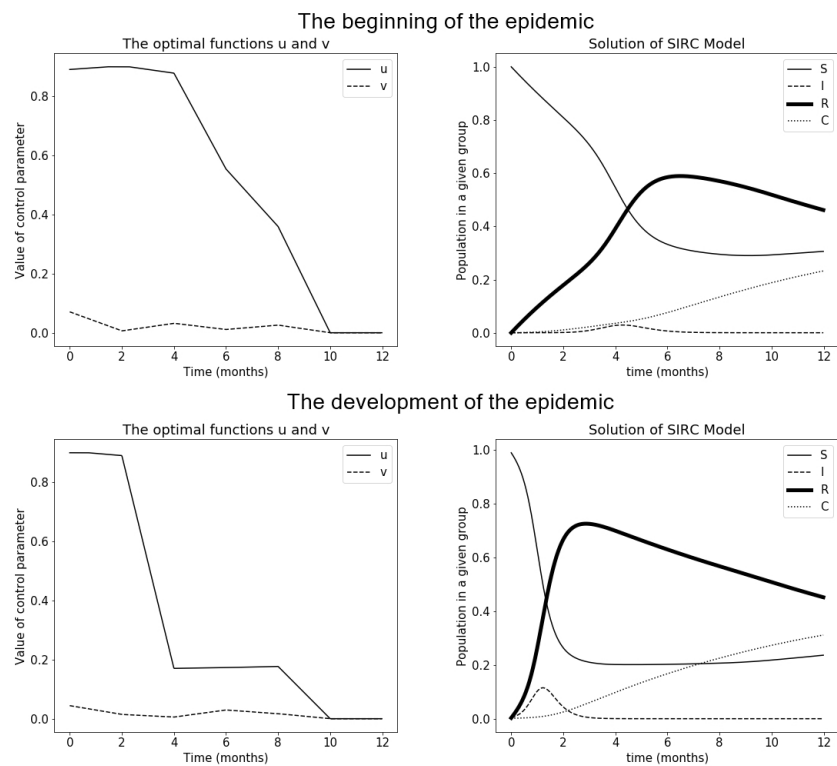 The beginning of the epidemic
The optimal functions u and v
Value of control parameter
0.8
0.6
0.4
0.2
0.0
u
v
0 2 4 6 8 10 12
Time (months)
Solution of SIRC Model
Population in a given group
1.0
0.8
0.6
0.4
0.2
0.0
S
I
R
C
0 2 4 6 8 10 12
time (months)
The development of the epidemic
The optimal functions u and v
Value of control parameter
0.8
0.6
0.4
0.2
0.0
u
v
0 2 4 6 8 10 12
Time (months)
Solution of SIRC Model
Population in a given group
1.0
0.8
0.6
0.4
0.2
0.0
S
I
R
C
0 2 4 6 8 10 12
time (months)